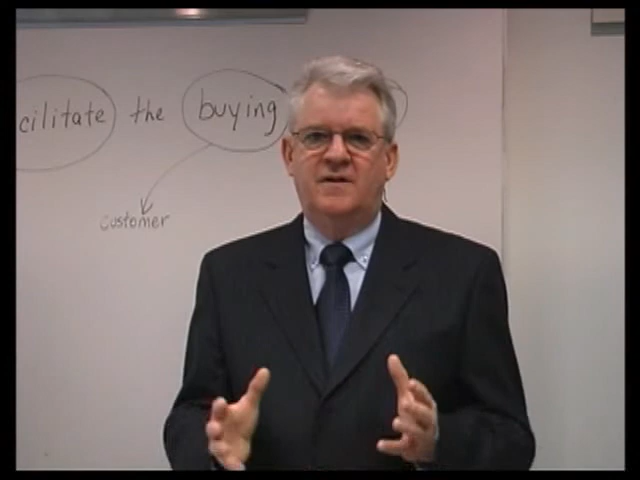 cilitate the buying
customer